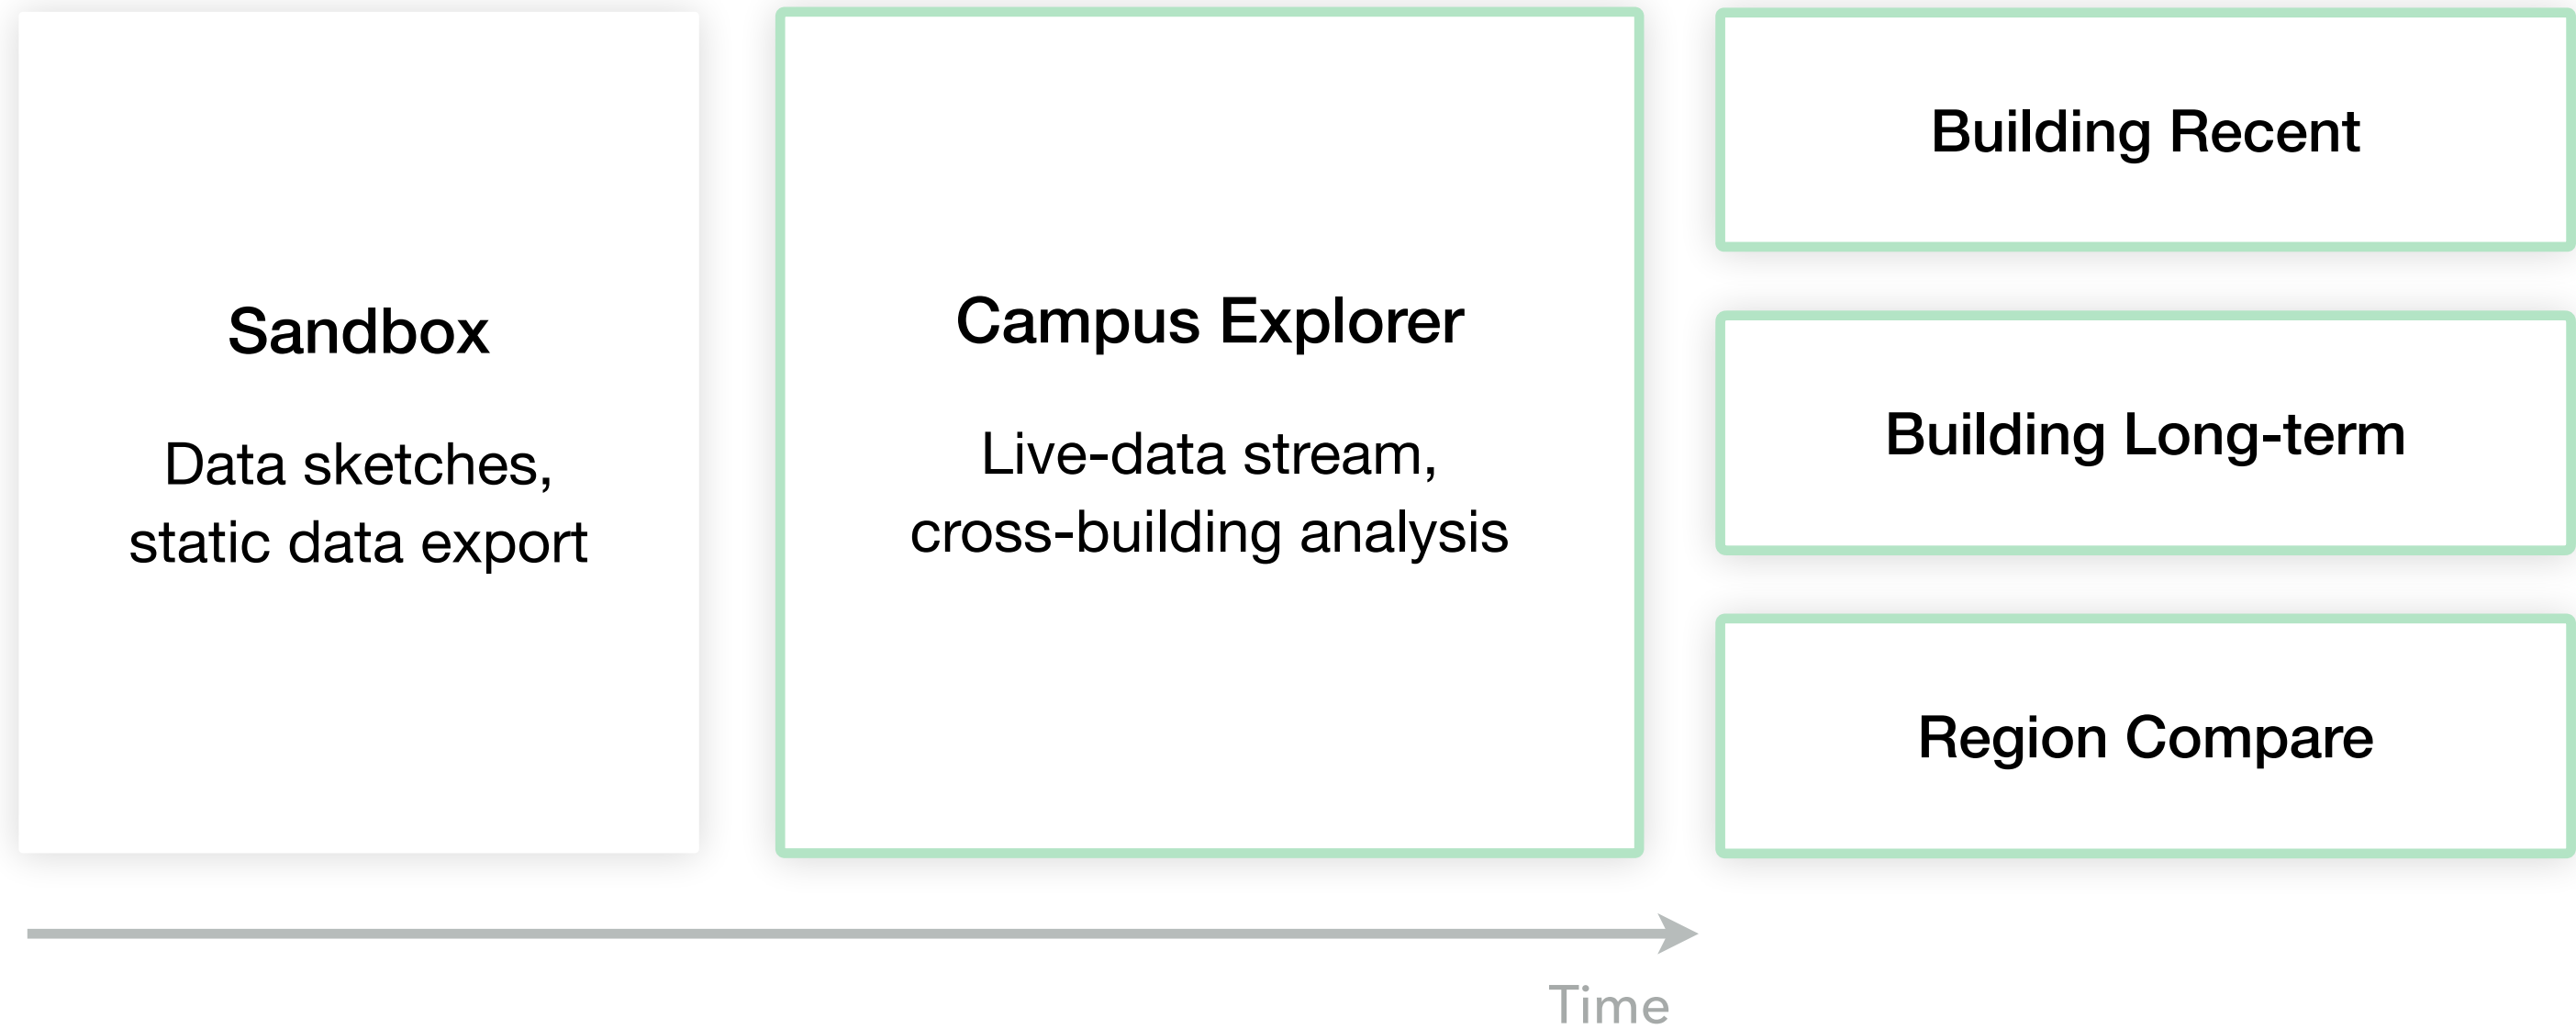 Sandbox
Data sketches,
static data export
Campus Explorer
Live-data stream,
cross-building analysis
Building Recent
Building Long-term
Region Compare
Time